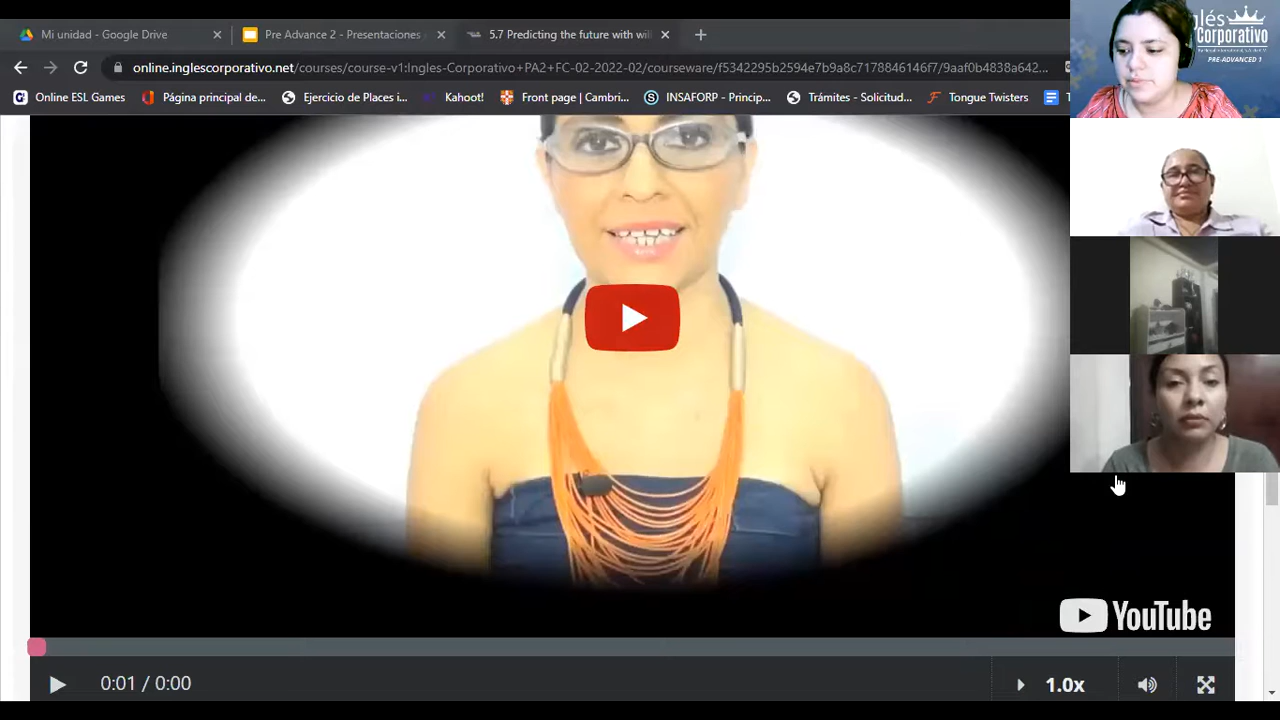 Mi unidad - Google Drive
Pre Advance 2 - Presentaciones
5.7 Predicting the future with wil
online.inglescorporativo.net/courses/course-v1:Ingles-Corporativo
FC-02-2022-02/courseware/f5342295b2594e7b9a8c7178846146f7/9aaf0b4838a642...
Online ESL Games
Página principal de...
Ejercicio de Places i...
Kahoot!
Front page | Cambri...
INSAFORP - Princip...
Trámites - Solicitud...
Tongue Twisters
glés
Corporativo
PRE-ADVANCED 1
YouTube
0:01 / 0:00
1.0x